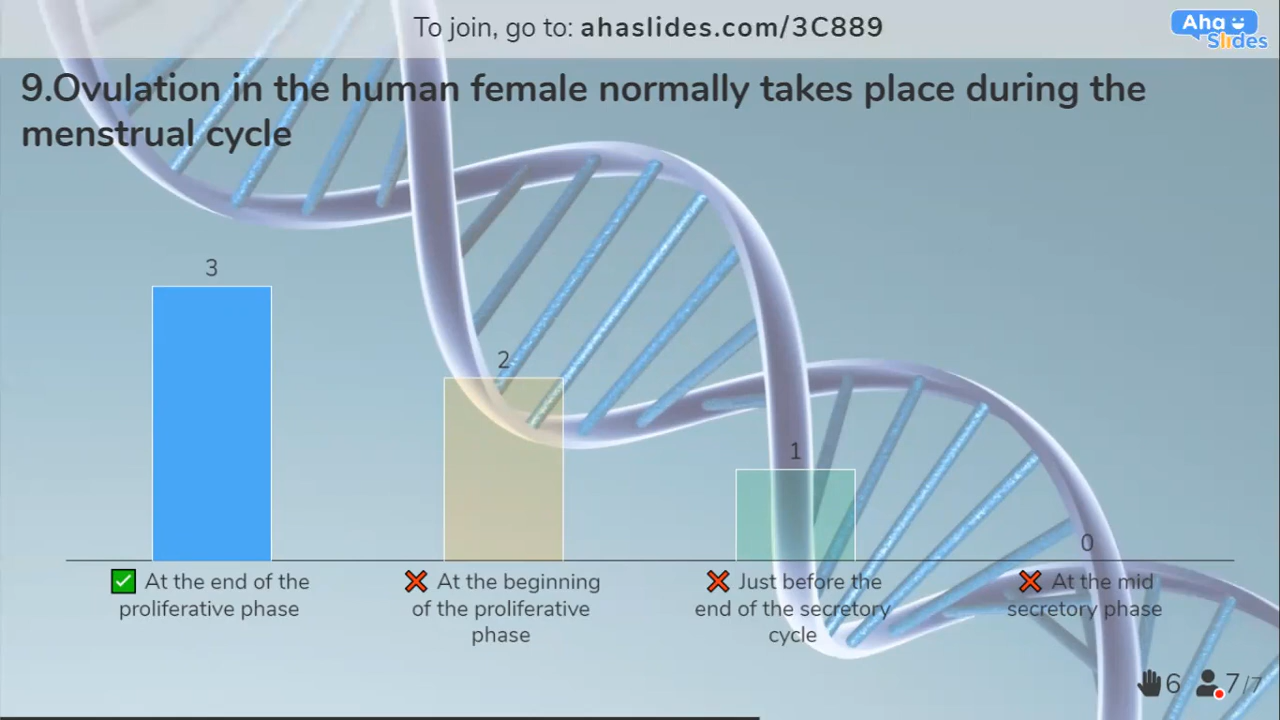 To join, go to: ahaslides.com/3C889
Aha
Slides
9.Ovulation in the human female normally takes place during the
menstrual cycle
3
2
1
0
At the end of the
proliferative phase
At the beginning
of the proliferative
phase
Just before the
end of the secretory
cycle
At the mid
secretory phase
6 7/7